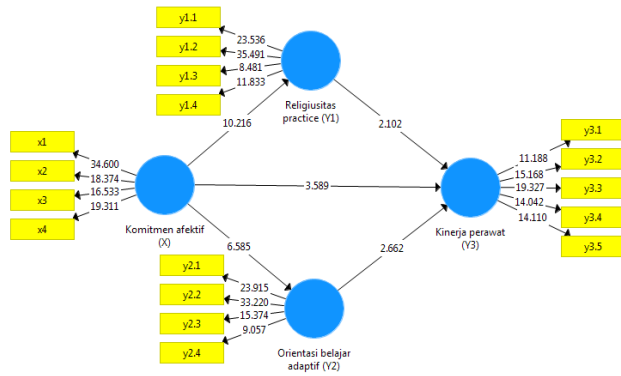 y1.1
23.536
y1.2
35.491
y1.3
8.481
y1.4
11.833
Religiusitas
practice (Y1)
10.216
2.102
x1
34.600
x2
18.374
x3
16.533
x4
19.311
Komitmen afektif
(X)
3.589
y3.1
11.188
y3.2
15.168
y3.3
19.327
y3.4
14.042
y3.5
14.110
Kinerja perawat
(Y3)
6.585
2.662
y2.1
23.915
y2.2
33.220
y2.3
15.374
y2.4
9.057
Orientasi belajar
adaptif (Y2)